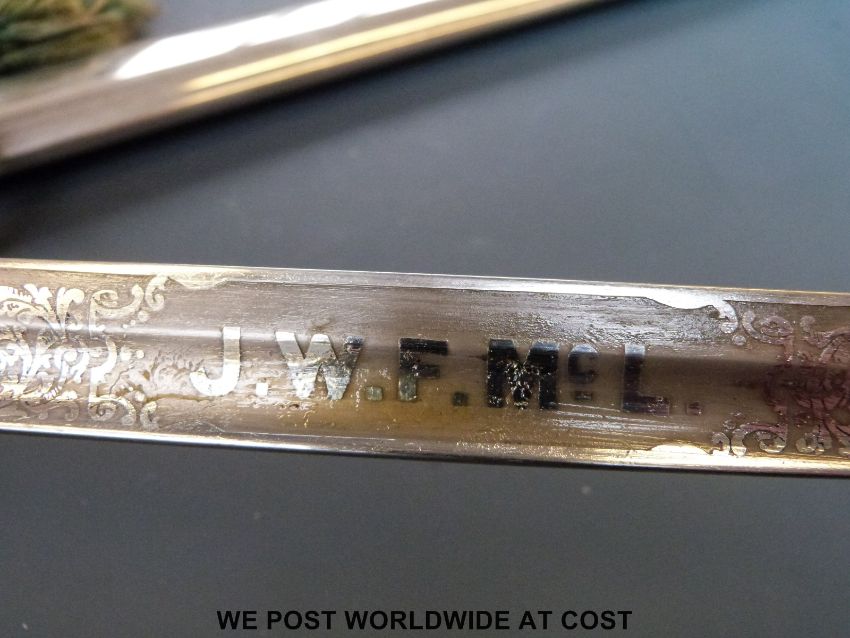 J.W.F.McL.
WE POST WORLDWIDE AT COST